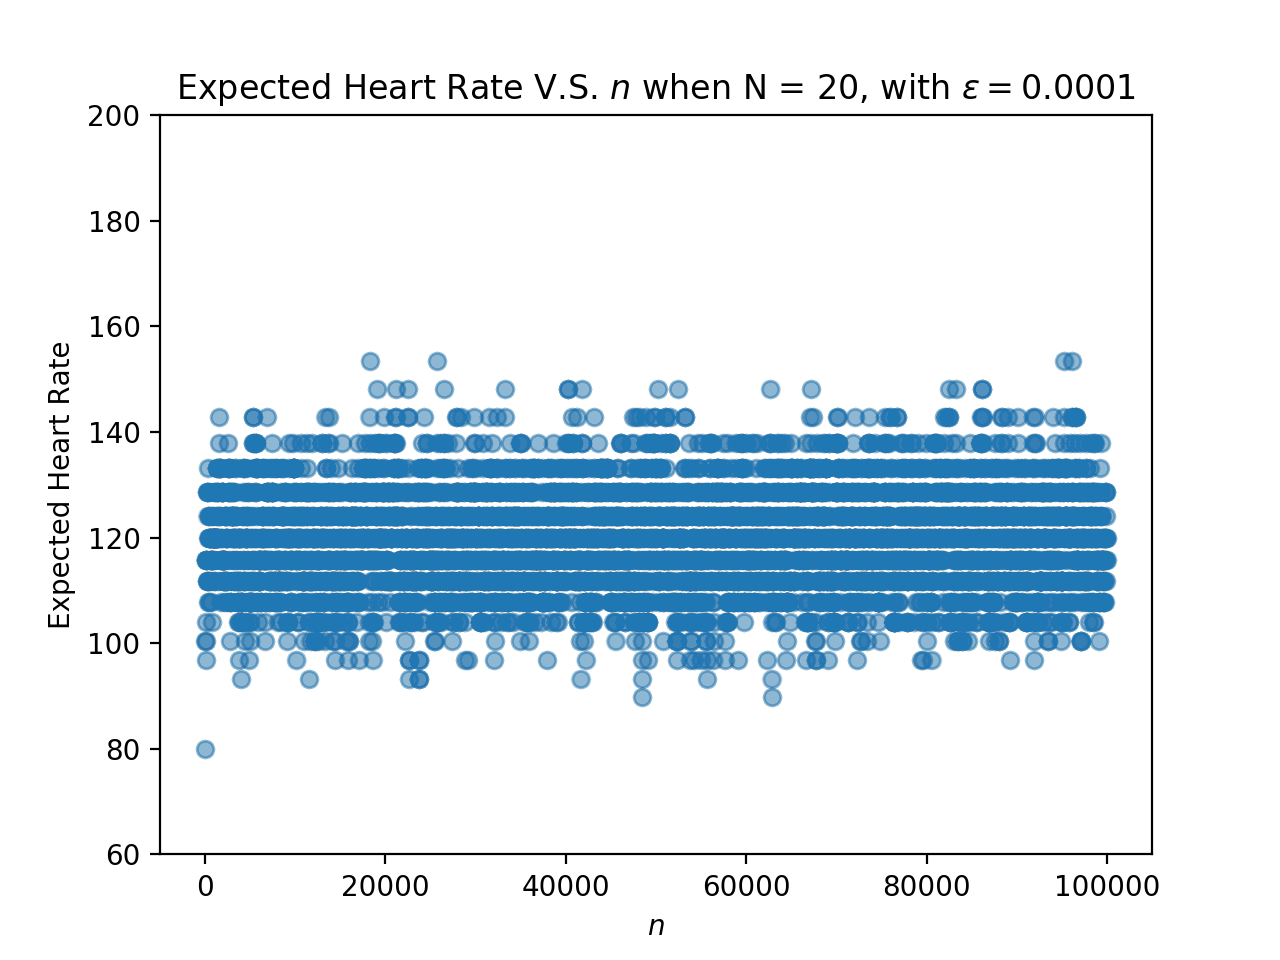 Expected Heart Rate V.S. n when N = 20, with ε = 0.0001
200
180
160
140
120
100
80
60
Expected Heart Rate
0 20000 40000 60000 80000 100000
n